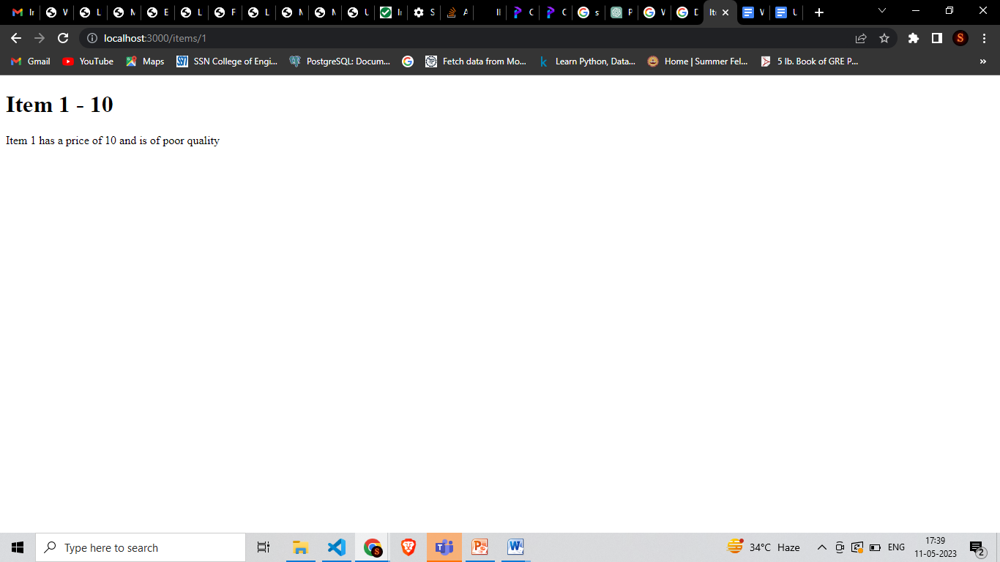 localhost:3000/items/1
Gmail YouTube Maps SSN College of Engi... PostgreSQL: Docum... Fetch data from Mo... Learn Python, Data... Home | Summer Fel... 5 lb. Book of GRE P... »
Item 1 - 10
Item 1 has a price of 10 and is of poor quality
Type here to search
34°C Haze
ENG
17:39
11-05-2023
2